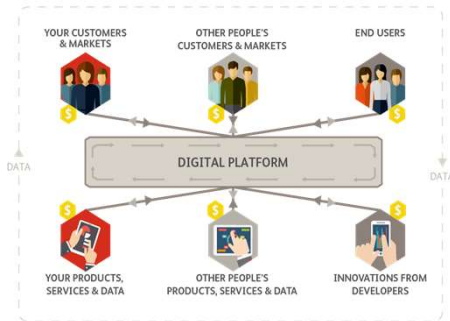 YOUR CUSTOMERS
& MARKETS
OTHER PEOPLE'S
CUSTOMERS & MARKETS
END USERS
$
$
$
DATA
DIGITAL PLATFORM
DATA
$
$
$
YOUR PRODUCTS,
SERVICES & DATA
OTHER PEOPLE'S
PRODUCTS, SERVICES & DATA
INNOVATIONS FROM
DEVELOPERS